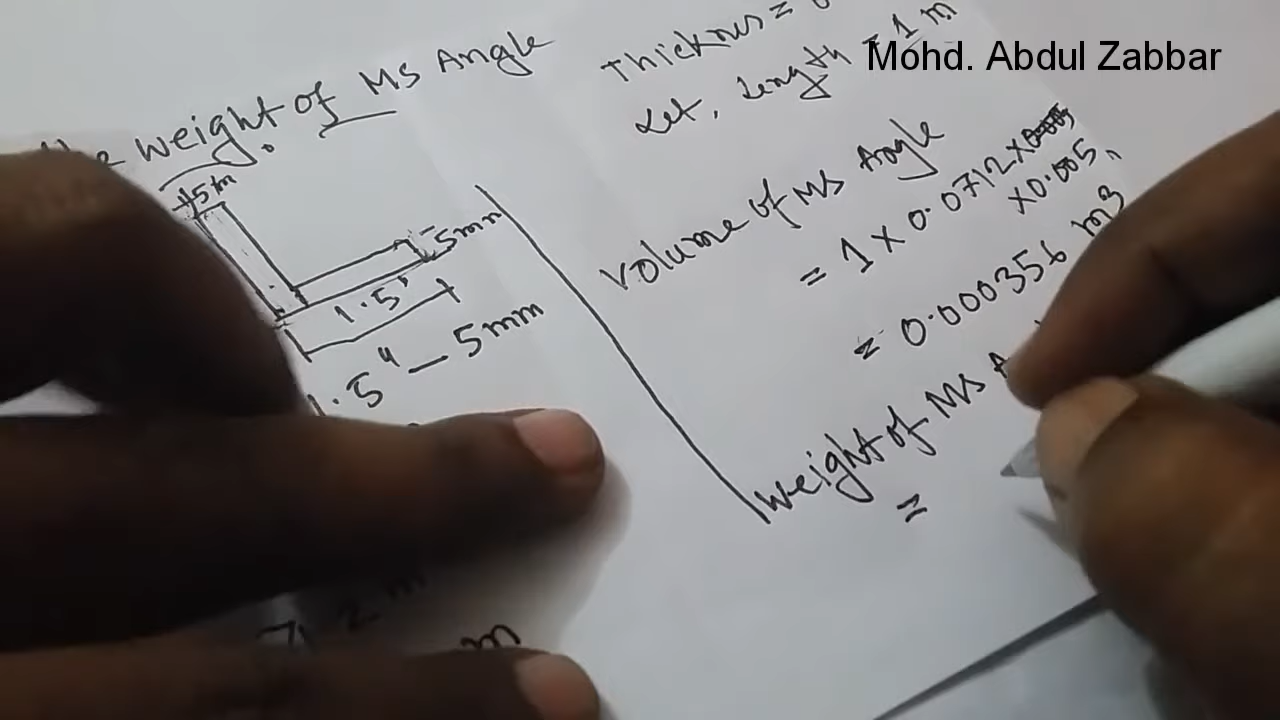 weight of MS Angle
5mm
1.5"
1.5" - 5mm
Thickness =
Let, length = 1 m
Mohd. Abdul Zabbar
volume of MS Angle
= 1 x 0.0712 x
x 0.005
= 0.000356 m³
weight of MS
=